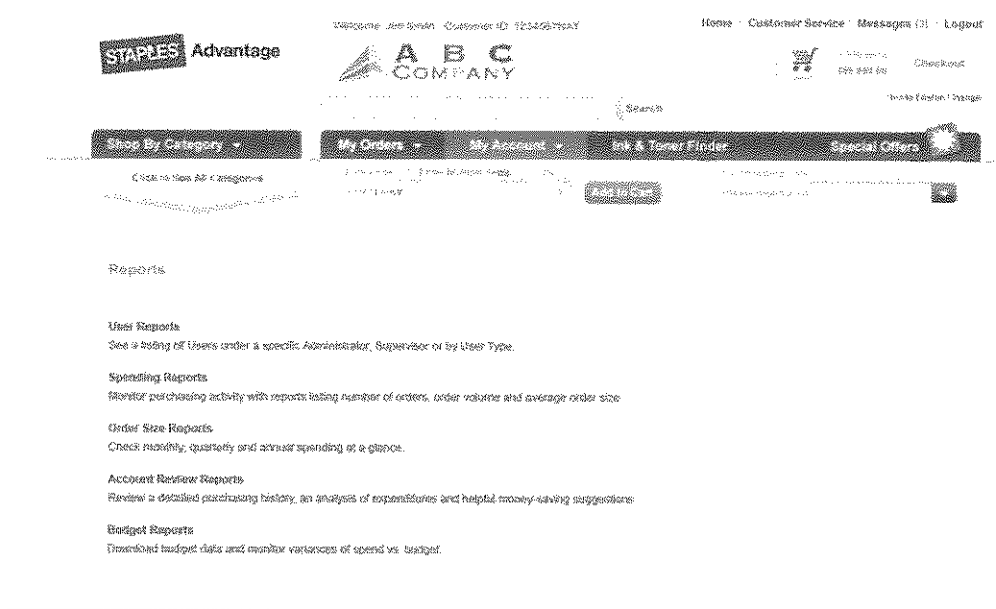 Welcome Jim Smith Customer ID
Home Customer Service Messages (3) Logout
STAPLES Advantage
A B C
COMPANY
Checkout
Search
Shop By Category
My Orders
My Account
Ink & Toner Finder
Special Offers
Click to See All Categories
Reports
User Reports
See a listing of Users under a specific Administrator, Supervisor or by User Type.
Spending Reports
Monitor purchasing activity with reports listing number of orders, order volume and average order size
Order Size Reports
Check monthly, quarterly and annual spending at a glance.
Account Review Reports
Review a detailed purchasing history, an analysis of expenditures and helpful money-saving suggestions
Budget Reports
Download budget data and monitor variances of spend vs. budget.